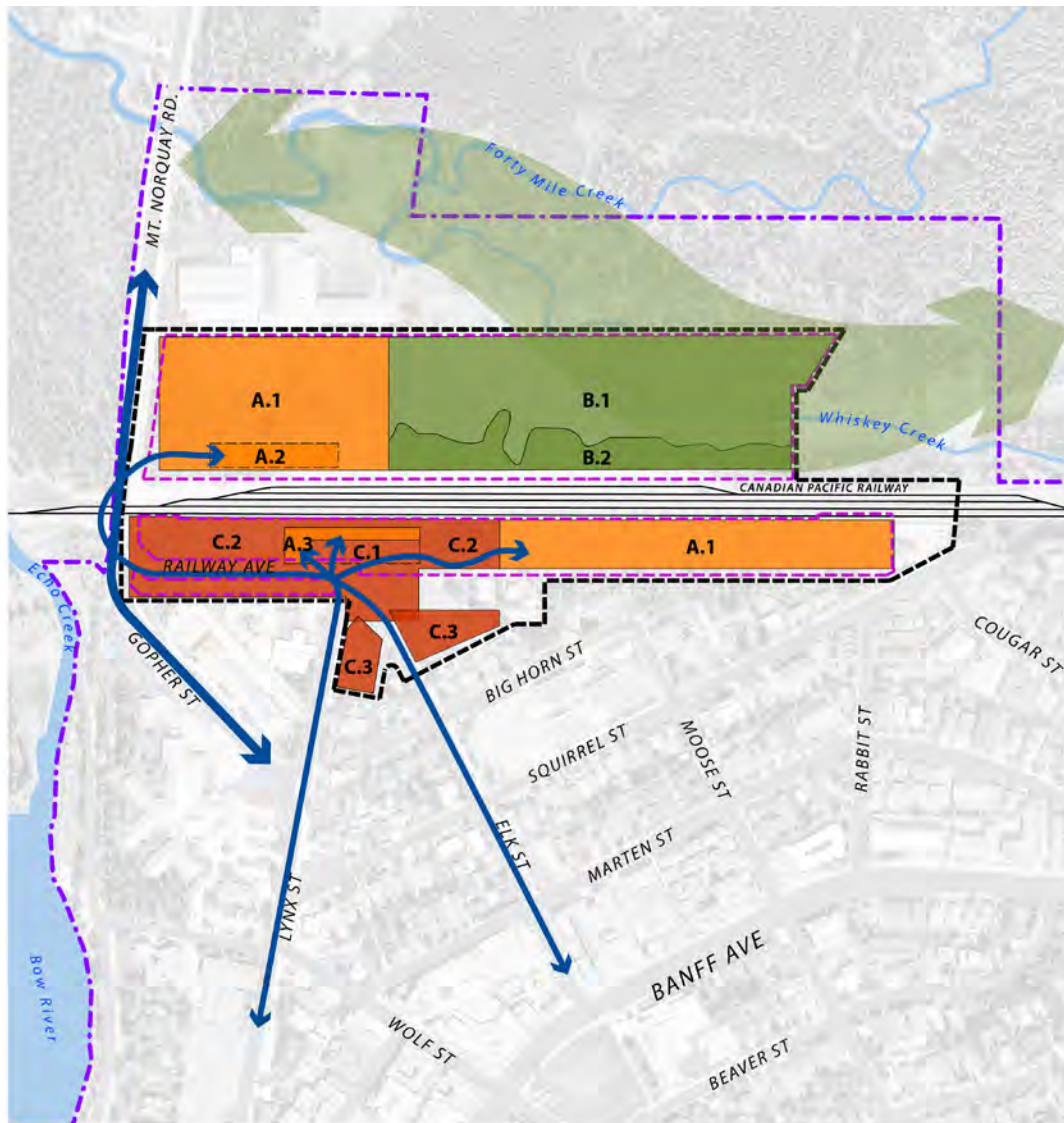 MT. NORQUAY RD.
Forty Mile Creek
A.1
B.1
Whiskey Creek
A.2
B.2
CANADIAN PACIFIC RAILWAY
C.2
A.3
C.1
C.2
A.1
RAILWAY AVE
Echo Creek
C.3
C.3
GOPHER ST
BIG HORN ST
COUGAR ST
SQUIRREL ST
MOOSE ST
RABBIT ST
MARTEN ST
ELK ST
LYNX ST
BANFF AVE
Bow River
WOLF ST
BEAVER ST